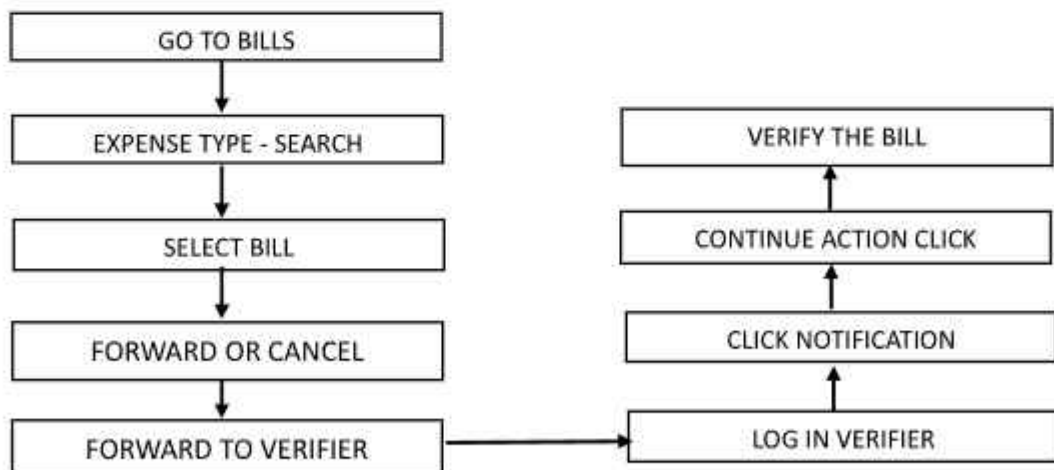 GO TO BILLS
EXPENSE TYPE - SEARCH
SELECT BILL
FORWARD OR CANCEL
FORWARD TO VERIFIER
LOG IN VERIFIER
CLICK NOTIFICATION
CONTINUE ACTION CLICK
VERIFY THE BILL